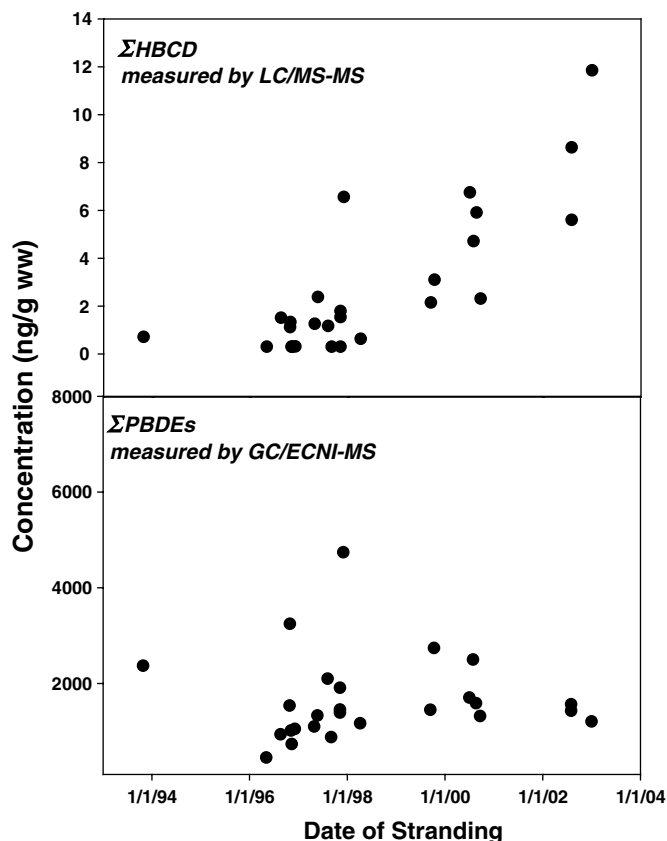 14
ΣHBCD
12
measured by LC/MS-MS
10
8
6
4
2
0
Concentration (ng/g ww)
8000
ΣPBDEs
measured by GC/ECNI-MS
6000
4000
2000
1/1/94 1/1/96 1/1/98 1/1/00 1/1/02 1/1/04
Date of Stranding